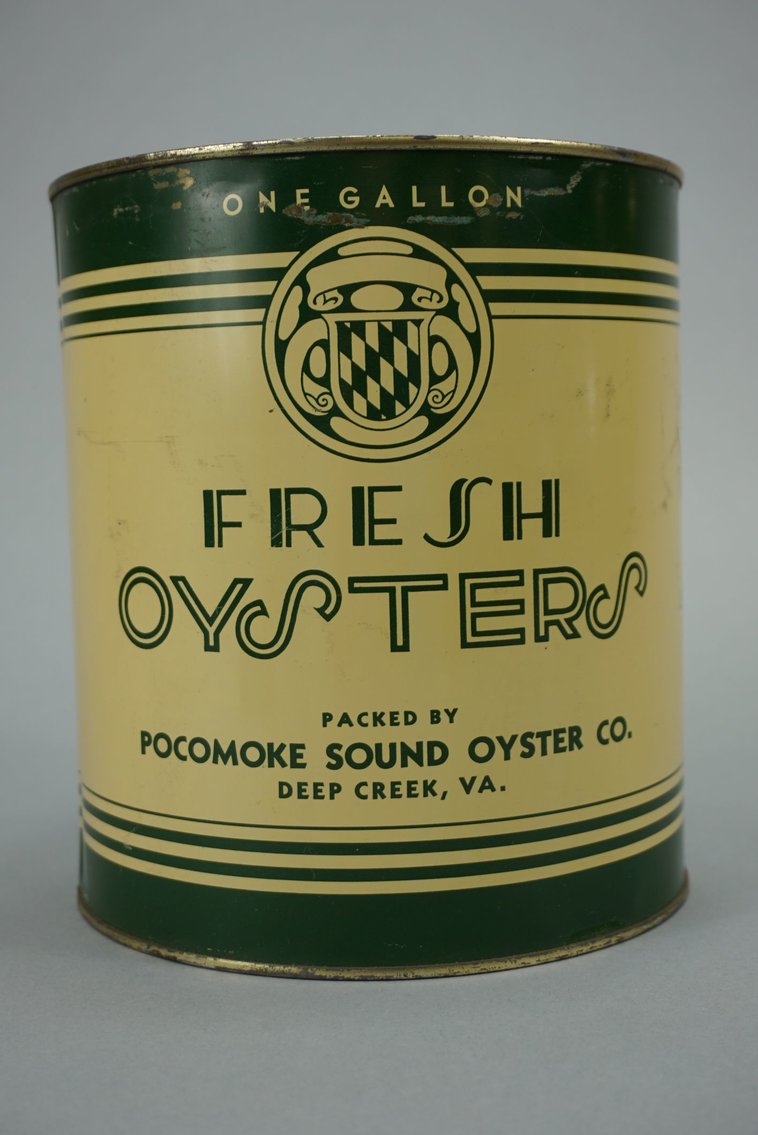 ONE GALLON
FRESH
OYSTERS
PACKED BY
POCOMOKE SOUND OYSTER CO.
DEEP CREEK, VA.